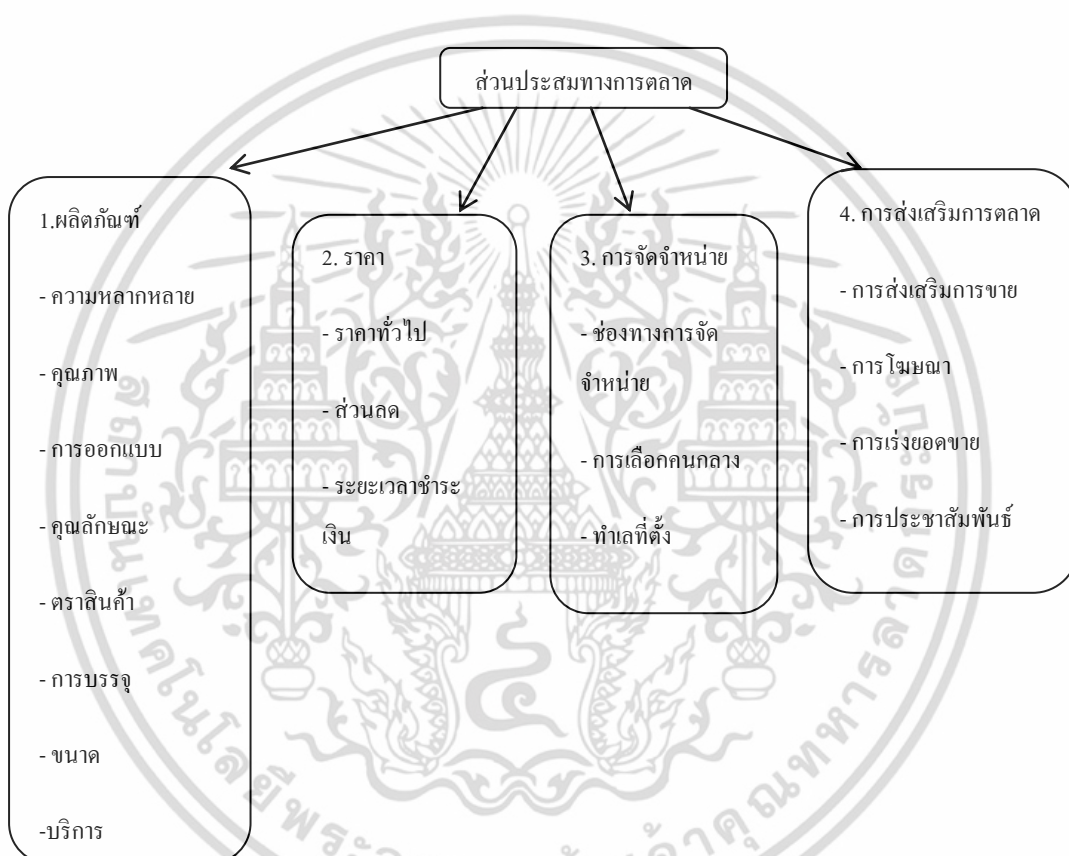 ส่วนประสมทางการตลาด
1.ผลิตภัณฑ์
- ความหลากหลาย
- คุณภาพ
- การออกแบบ
- คุณลักษณะ
- ตราสินค้า
- การบรรจุ
- ขนาด
-บริการ
2. ราคา
- ราคาทั่วไป
- ส่วนลด
- ระยะเวลาชำระ
เงิน
3. การจัดจำหน่าย
- ช่องทางการจัด
จำหน่าย
- การเลือกคนกลาง
- ทำเลที่ตั้ง
4. การส่งเสริมการตลาด
- การส่งเสริมการขาย
- การโฆษณา
- การเร่งยอดขาย
- การประชาสัมพันธ์